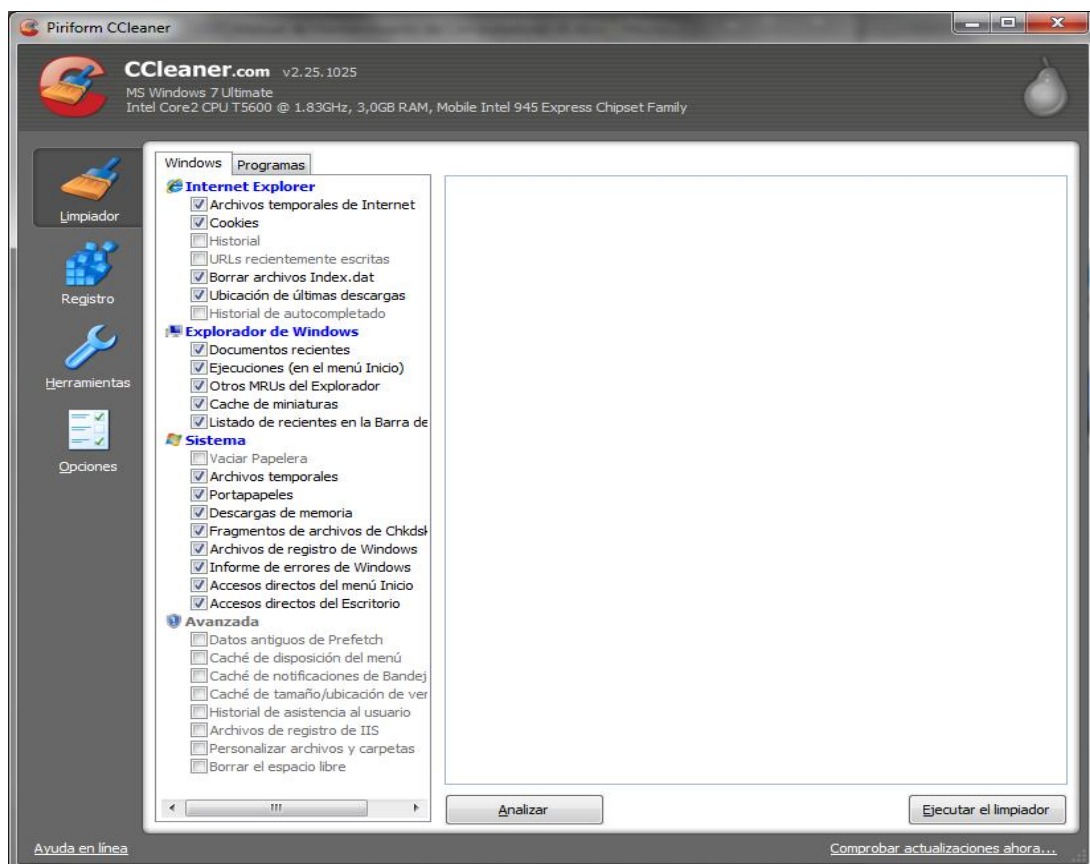 Piriform CCleaner
CCleaner.com v2.25.1025
MS Windows 7 Ultimate
Intel Core2 CPU T5600 @ 1.83GHz, 3,0GB RAM, Mobile Intel 945 Express Chipset Family
Limpiador
Registro
Herramientas
Opciones
Windows
Programas
Internet Explorer
Archivos temporales de Internet
Cookies
Historial
URLs recientemente escritas
Borrar archivos Index.dat
Ubicación de últimas descargas
Historial de autocompletado
Explorador de Windows
Documentos recientes
Ejecuciones (en el menú Inicio)
Otros MRUs del Explorador
Cache de miniaturas
Listado de recientes en la Barra de
Sistema
Vaciar Papelera
Archivos temporales
Portapapeles
Descargas de memoria
Fragmentos de archivos de Chkdsk
Archivos de registro de Windows
Informe de errores de Windows
Accesos directos del menú Inicio
Accesos directos del Escritorio
Avanzada
Datos antiguos de Prefetch
Caché de disposición del menú
Caché de notificaciones de Bandej
Caché de tamaño/ubicación de ver
Historial de asistencia al usuario
Archivos de registro de IIS
Personalizar archivos y carpetas
Borrar el espacio libre
Analizar
Ejecutar el limpiador
Ayuda en línea
Comprobar actualizaciones ahora...